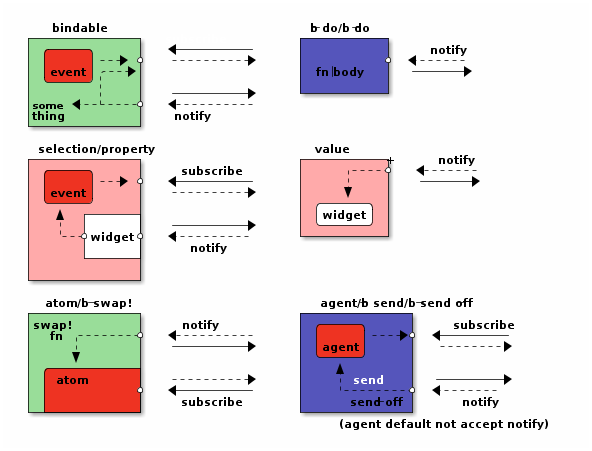 bindable
event
some
thing
notify
b-do/b-do
fn body
notify
selection/property
event
widget
subscribe
notify
value
widget
notify
atom/b-swap!
swap!
fn
atom
notify
subscribe
agent/b send/b-send off
agent
send
send-off
subscribe
notify
(agent default not accept notify)